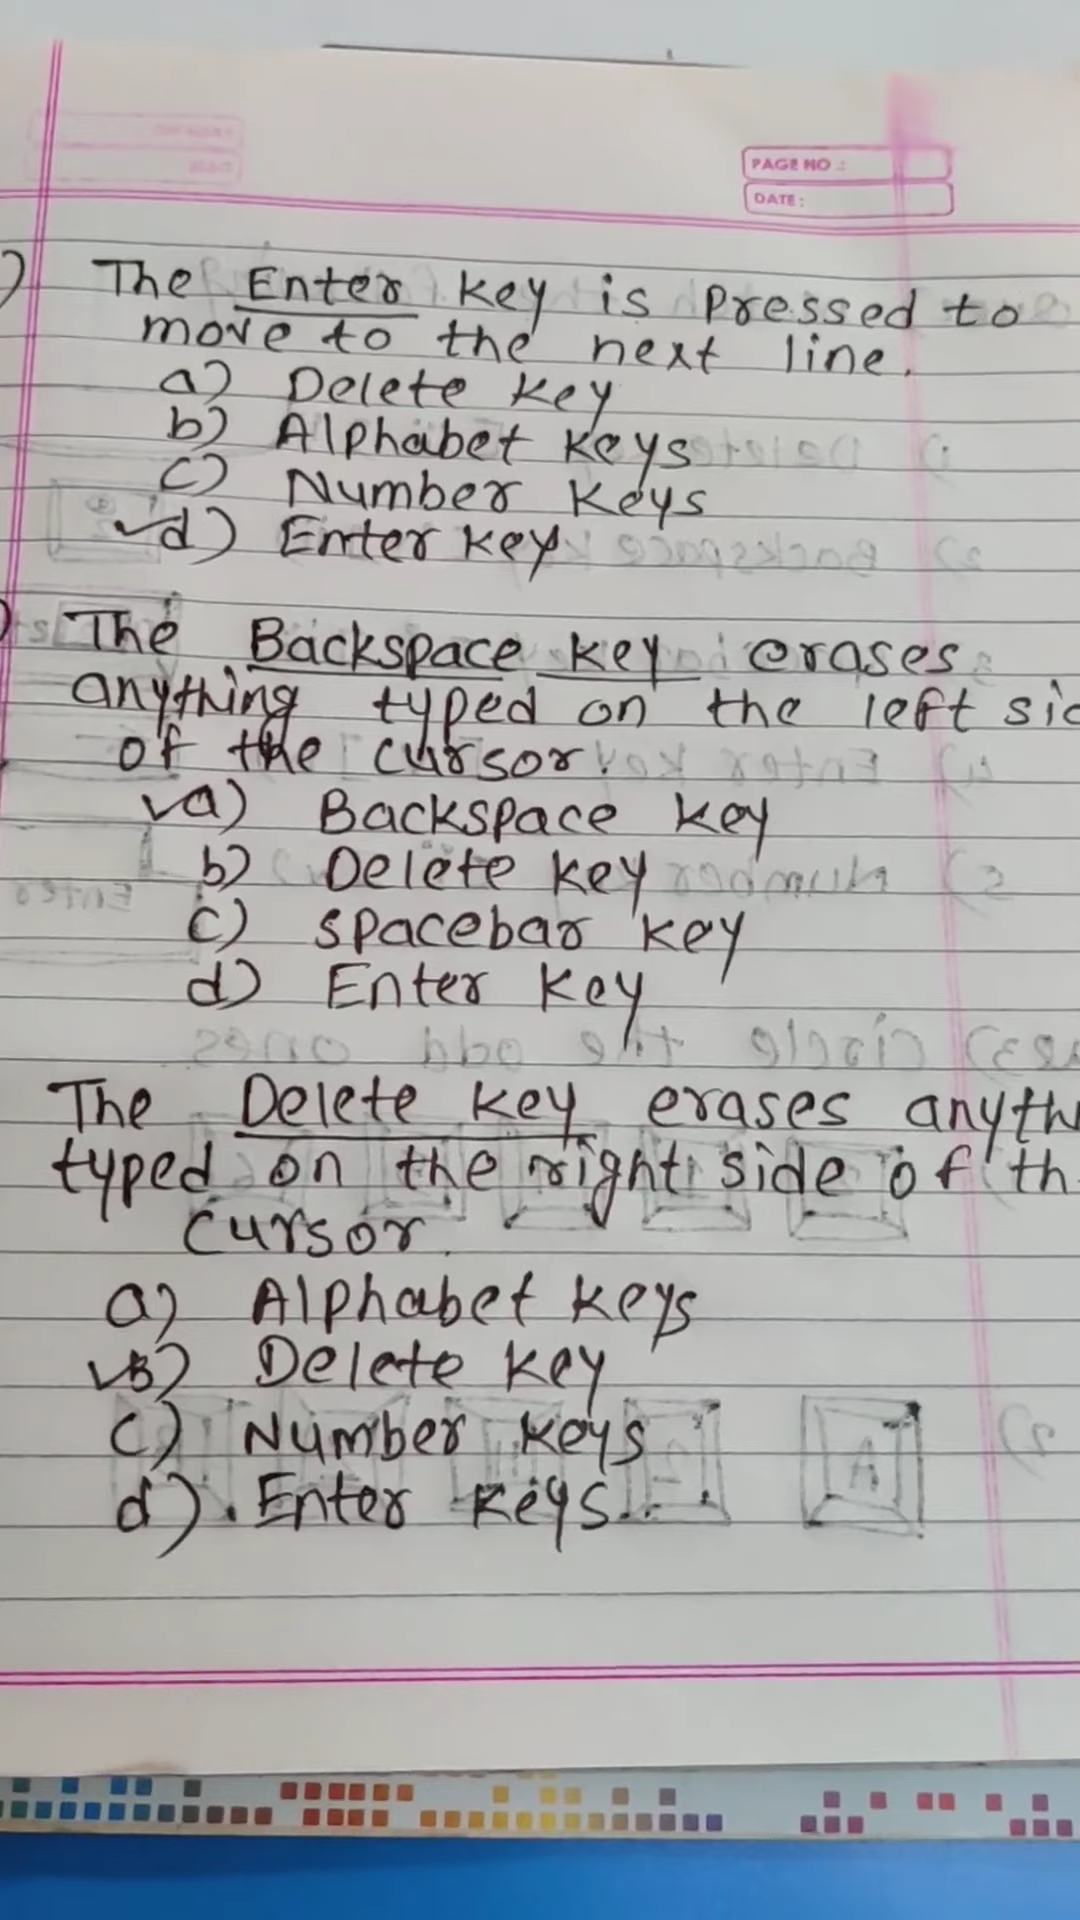 PAGE NO.:
DATE:
) The Enter key is pressed to
move to the next line.
a) Delete key
b) Alphabet keys
c) Number keys
d) Enter key
) The Backspace key erases
anything typed on the left sid
of the cursor.
a) Backspace key
b) Delete key
c) spacebar key
d) Enter key
The Delete key erases anyth
typed on the right side of th
cursor.
a) Alphabet keys
b) Delete key
c) Number keys
d) Enter keys.